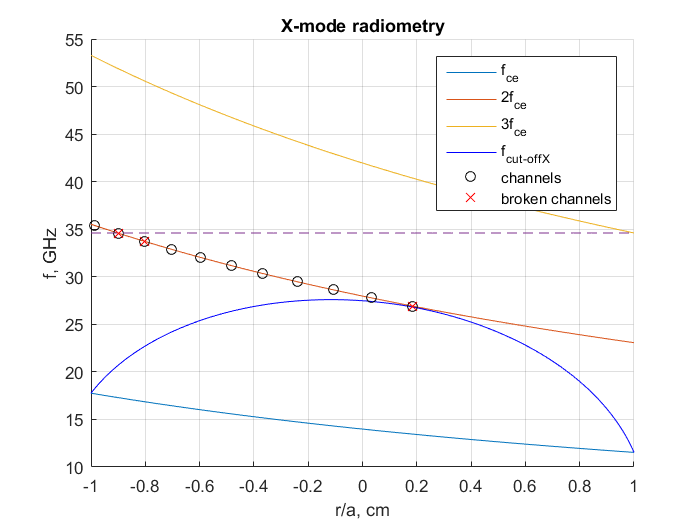 X-mode radiometry
f, GHz
55
50
45
40
35
30
25
20
15
10
f_ce
2f_ce
3f_ce
f_cut-offX
channels
broken channels
-1 -0.8 -0.6 -0.4 -0.2 0 0.2 0.4 0.6 0.8 1
r/a, cm